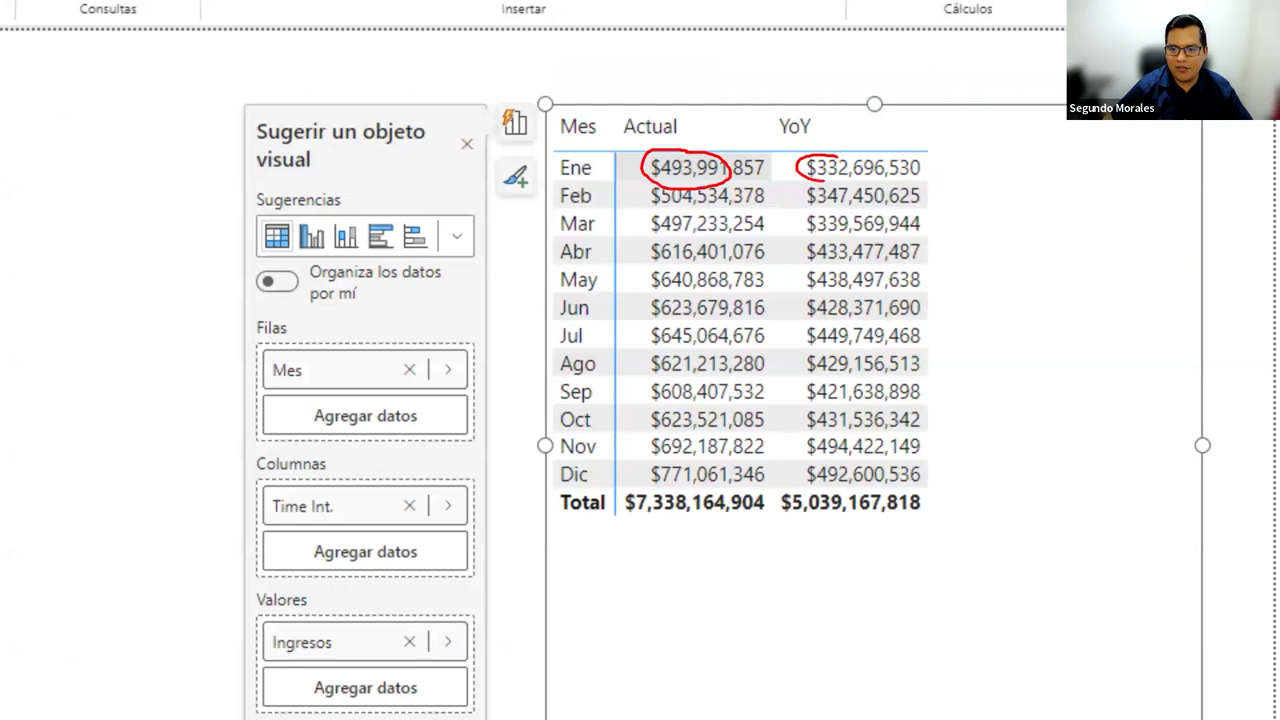 Consultas
Insertar
Cálculos
Segundo Morales
Sugerir un objeto
visual
Sugerencias
Organiza los datos
por mí
Filas
Mes
Agregar datos
Columnas
Time Int.
Agregar datos
Valores
Ingresos
Agregar datos
Mes Actual YoY
Ene $493,991,857 $332,696,530
Feb $504,534,378 $347,450,625
Mar $497,233,254 $339,569,944
Abr $616,401,076 $433,477,487
May $640,868,783 $438,497,638
Jun $623,679,816 $428,371,690
Jul $645,064,676 $449,749,468
Ago $621,213,280 $429,156,513
Sep $608,407,532 $421,638,898
Oct $623,521,085 $431,536,342
Nov $692,187,822 $494,422,149
Dic $771,061,346 $492,600,536
Total $7,338,164,904 $5,039,167,818